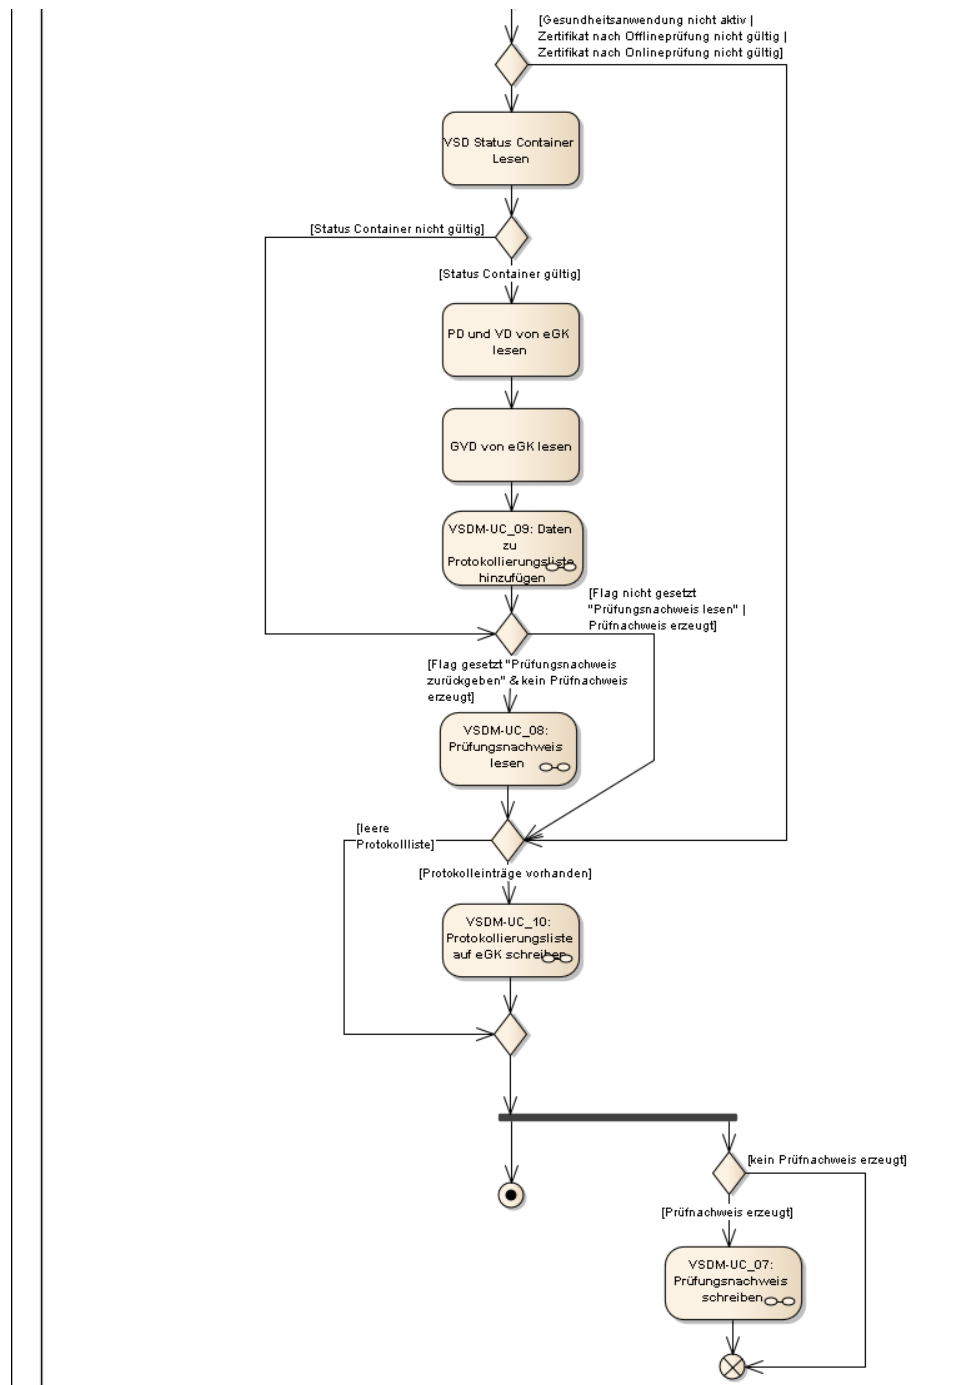 [Gesundheitsanwendung nicht aktiv |
Zertifikat nach Offlineprüfung nicht gültig |
Zertifikat nach Onlineprüfung nicht gültig]
VSD Status Container
Lesen
[Status Container nicht gültig]
[Status Container gültig]
PD und VD von eGK
lesen
GVD von eGK lesen
VSDM-UC_09: Daten
zu
Protokollierungsliste
hinzufügen
[Flag nicht gesetzt
"Prüfungsnachweis lesen" |
Prüfnachweis erzeugt]
[Flag gesetzt "Prüfungsnachweis
zurückgeben" & kein Prüfnachweis
erzeugt]
VSDM-UC_08:
Prüfungsnachweis
lesen
[leere
Protokollliste]
[Protokolleinträge vorhanden]
VSDM-UC_10:
Protokollierungsliste
auf eGK schreiben
[kein Prüfnachweis erzeugt]
[Prüfnachweis erzeugt]
VSDM-UC_07:
Prüfungsnachweis
schreiben